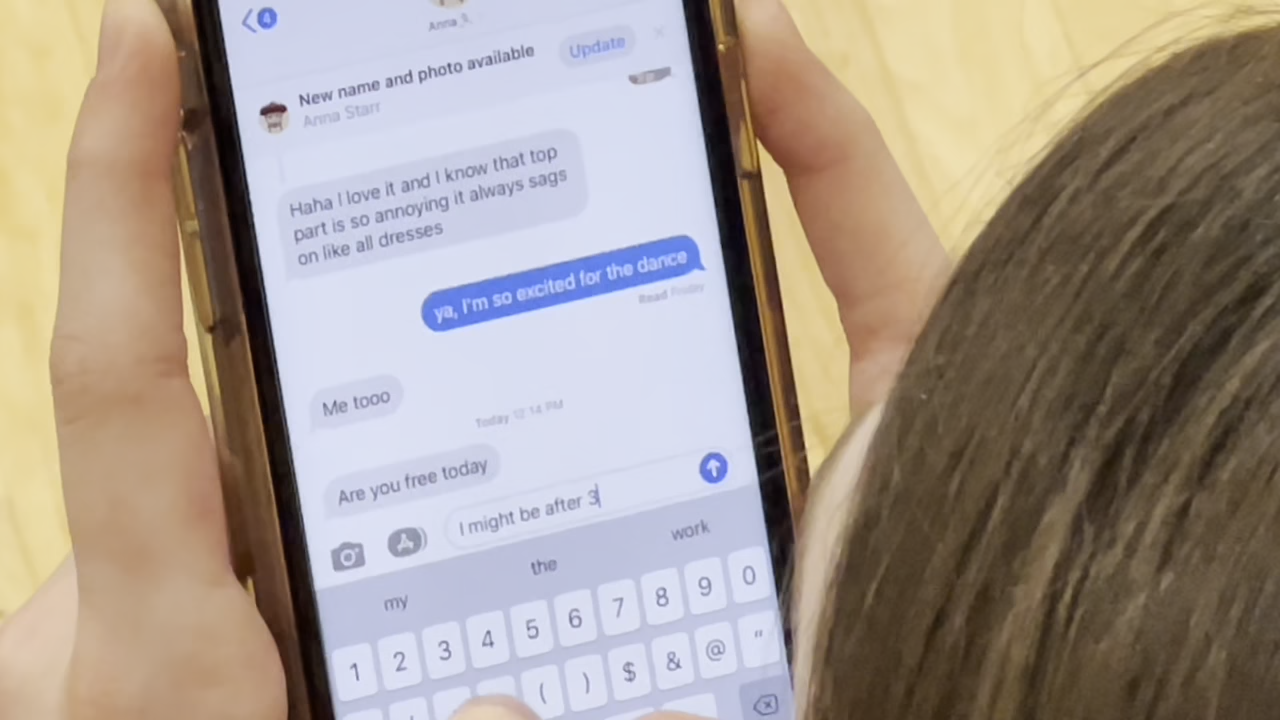 4
Anna S.
New name and photo available
Anna Starr
Update
Haha I love it and I know that top
part is so annoying it always sags
on like all dresses
ya, I'm so excited for the dance
Read Friday
Me tooo
Today 12:14 PM
Are you free today
I might be after 3
my the work
1 2 3 4 5 6 7 8 9 0
( ) $ & @ "